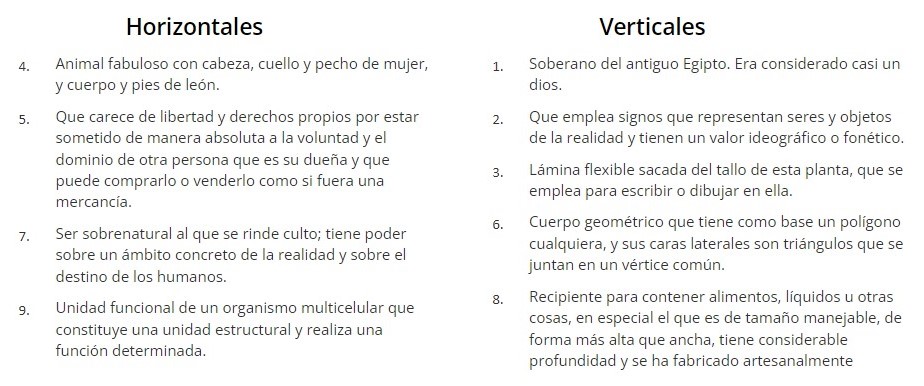 Horizontales
4. Animal fabuloso con cabeza, cuello y pecho de mujer,
y cuerpo y pies de león.
5. Que carece de libertad y derechos propios por estar
sometido de manera absoluta a la voluntad y el
dominio de otra persona que es su dueña y que
puede comprarlo o venderlo como si fuera una
mercancía.
7. Ser sobrenatural al que se rinde culto; tiene poder
sobre un ámbito concreto de la realidad y sobre el
destino de los humanos.
9. Unidad funcional de un organismo multicelular que
constituye una unidad estructural y realiza una
función determinada.
Verticales
1. Soberano del antiguo Egipto. Era considerado casi un
dios.
2. Que emplea signos que representan seres y objetos
de la realidad y tienen un valor ideográfico o fonético.
3. Lámina flexible sacada del tallo de esta planta, que se
emplea para escribir o dibujar en ella.
6. Cuerpo geométrico que tiene como base un polígono
cualquiera, y sus caras laterales son triángulos que se
juntan en un vértice común.
8. Recipiente para contener alimentos, líquidos u otras
cosas, en especial el que es de tamaño manejable, de
forma más alta que ancha, tiene considerable
profundidad y se ha fabricado artesanalmente